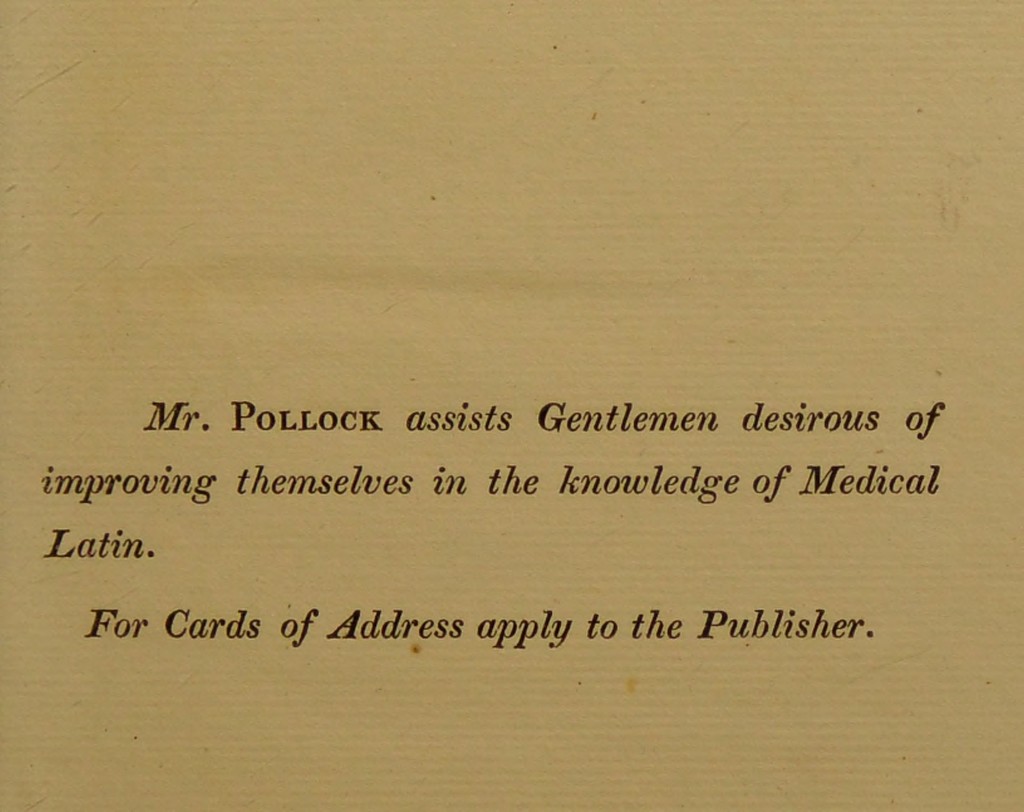 Mr. POLLOCK assists Gentlemen desirous of
improving themselves in the knowledge of Medical
Latin.
For Cards of Address apply to the Publisher.